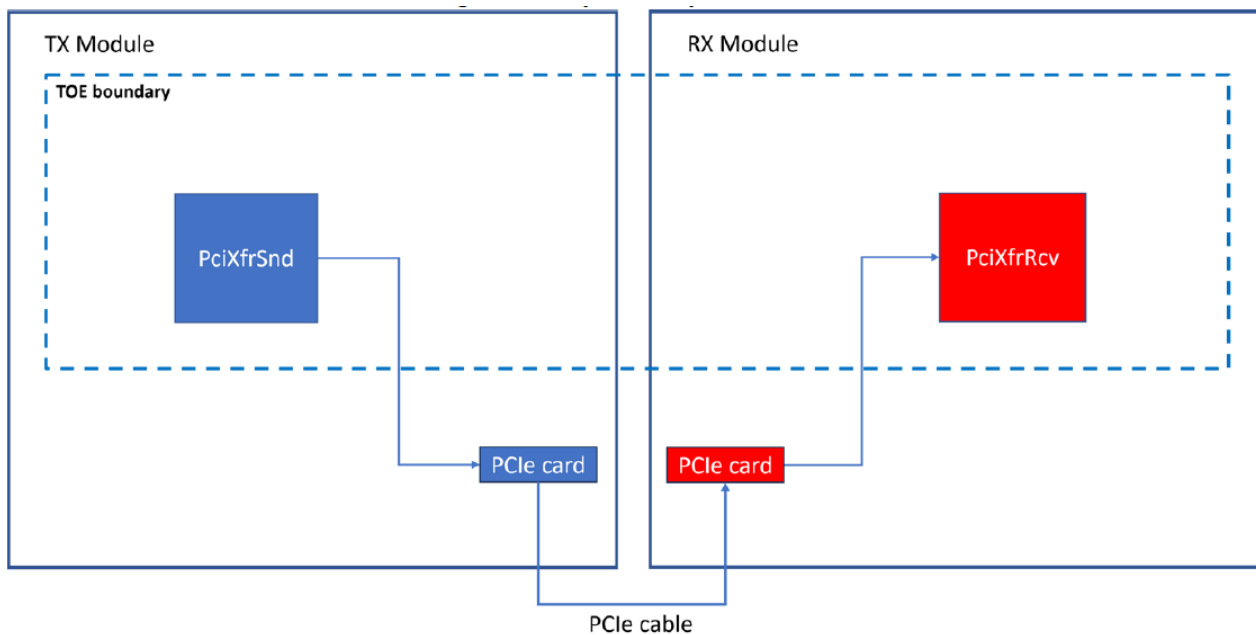 TX Module
RX Module
TOE boundary
PciXfrSnd
PciXfrRcv
PCIe card
PCIe card
PCIe cable